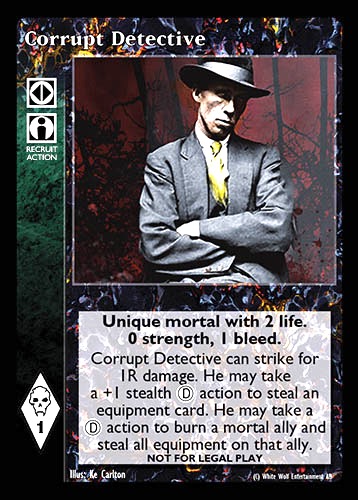 Corrupt Detective
RECRUIT
ACTION
Unique mortal with 2 life.
0 strength, 1 bleed.
Corrupt Detective can strike for
1R damage. He may take
a +1 stealth Ⓓ action to steal an
equipment card. He may take a
Ⓓ action to burn a mortal ally and
steal all equipment on that ally.
NOT FOR LEGAL PLAY
1
Illus: Ke Carlton
(C) White Wolf Entertainment AB